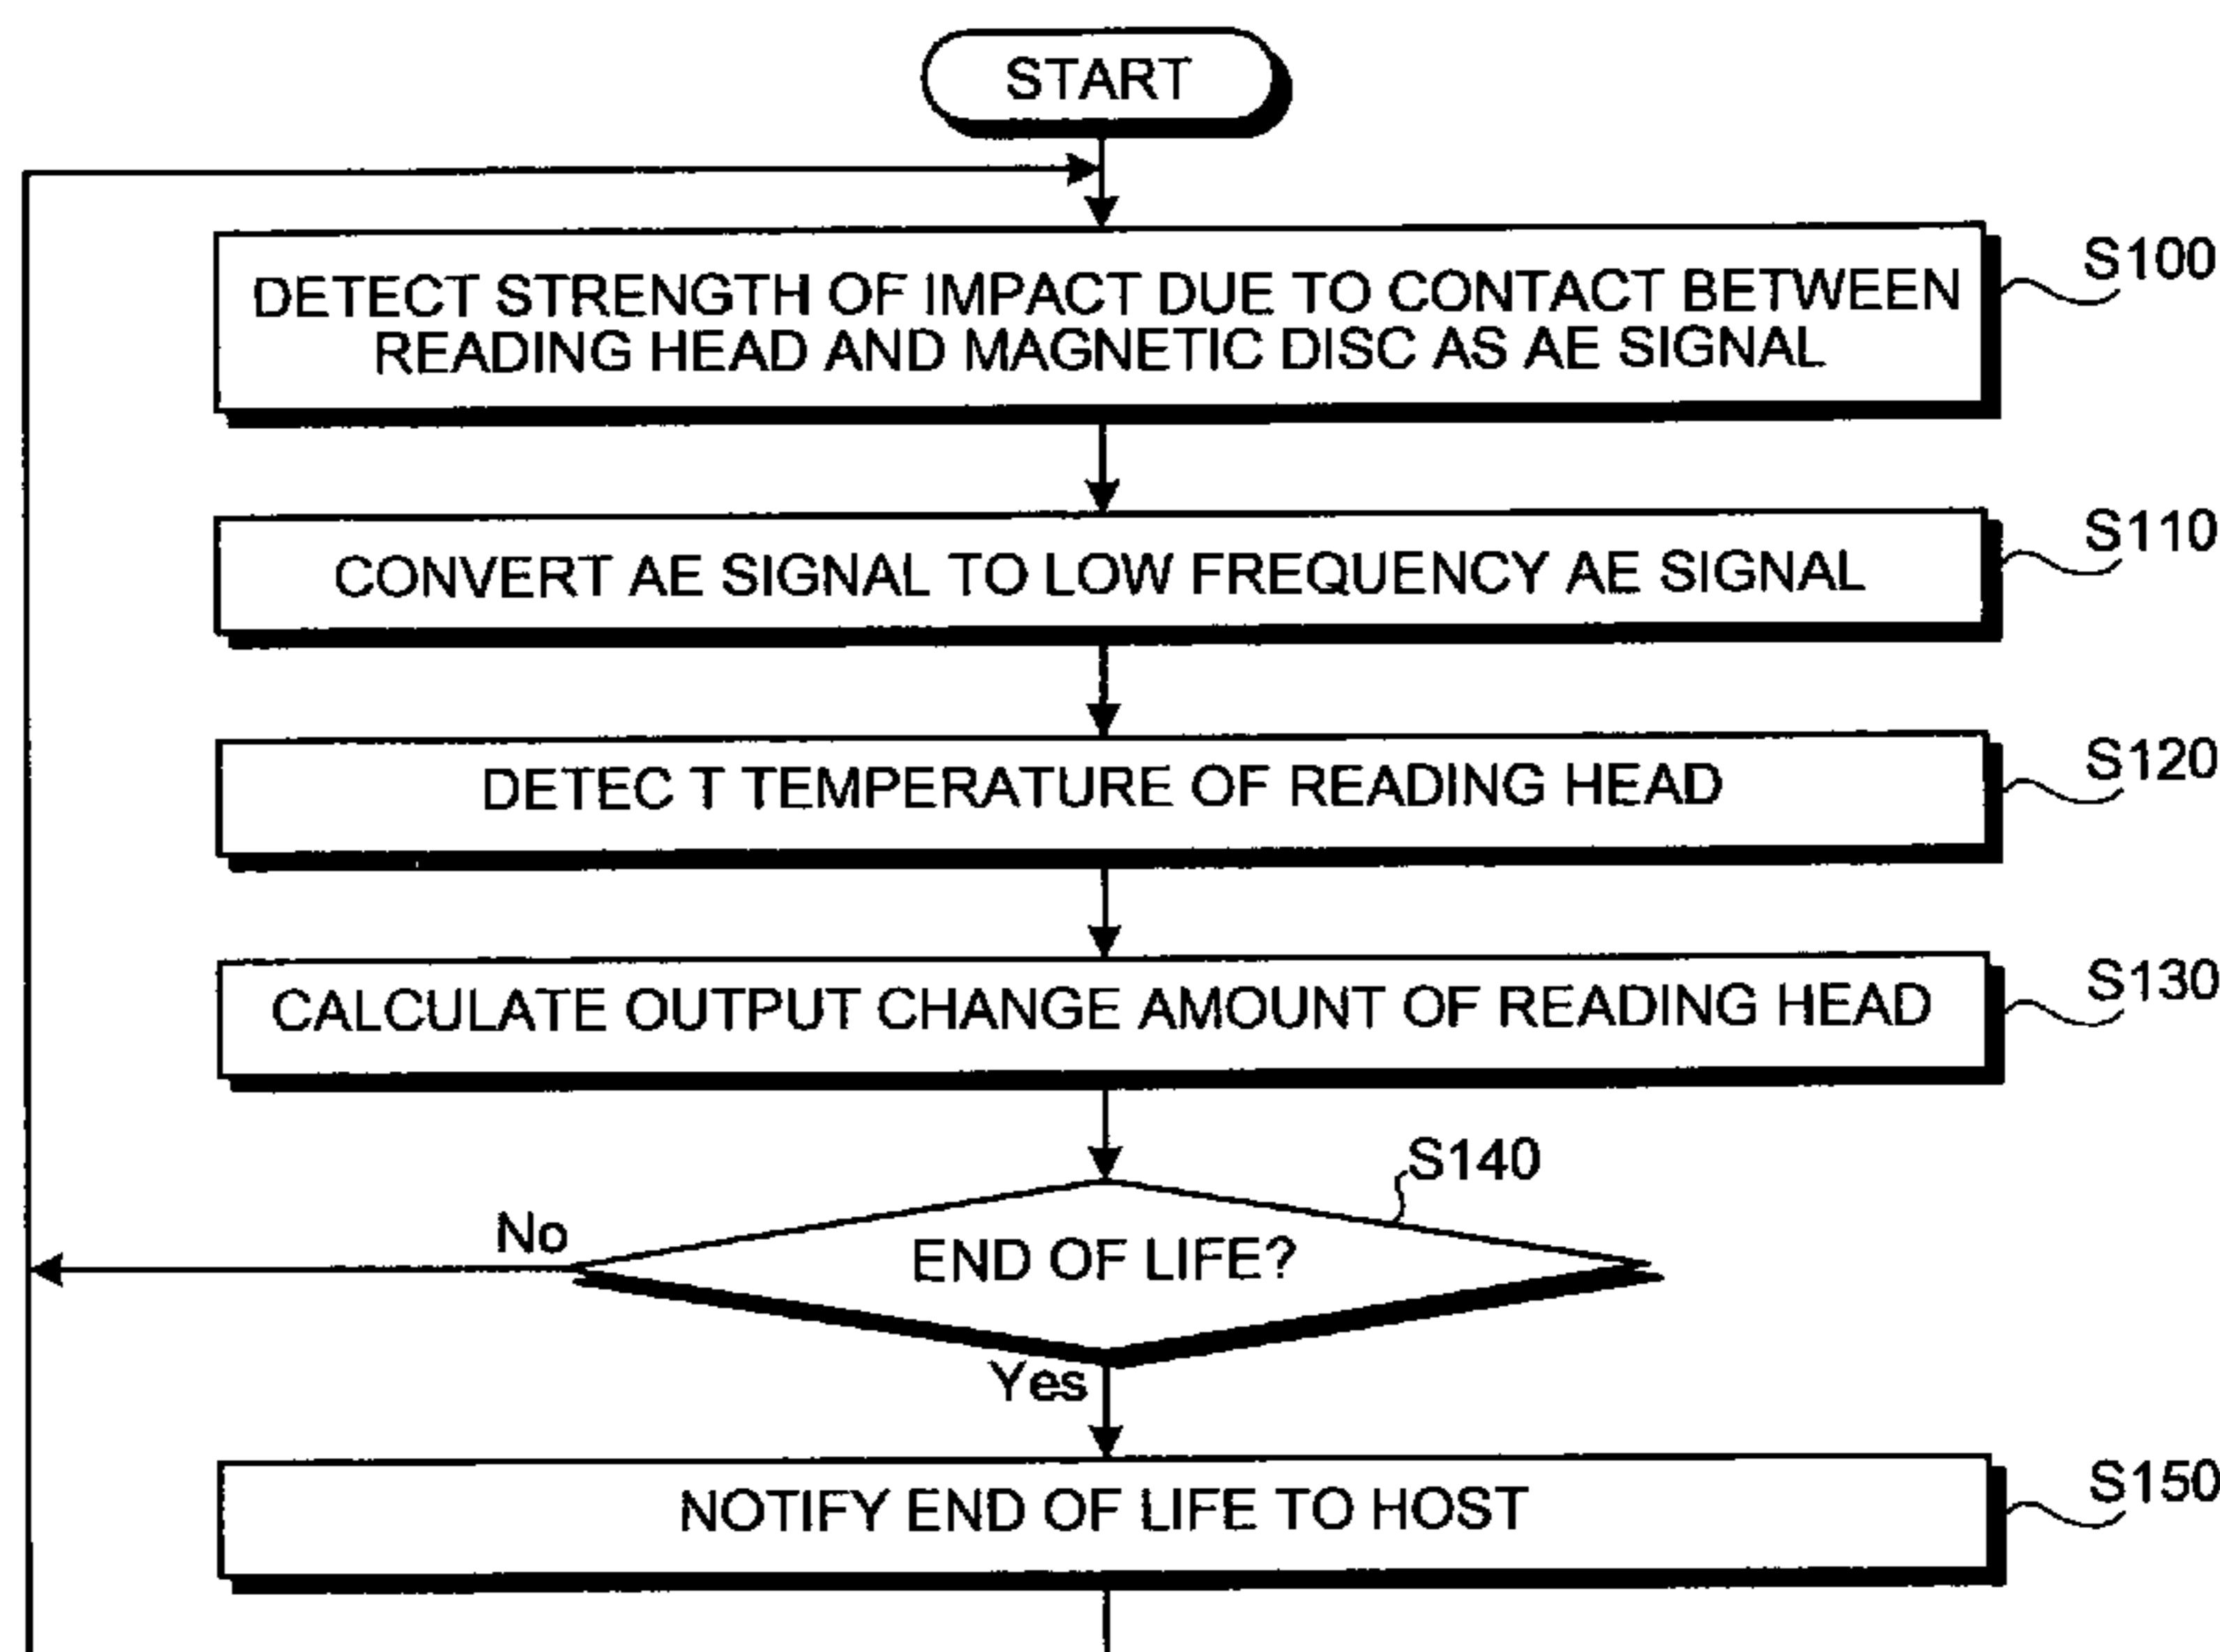 START
DETECT STRENGTH OF IMPACT DUE TO CONTACT BETWEEN
READING HEAD AND MAGNETIC DISC AS AE SIGNAL
S100
CONVERT AE SIGNAL TO LOW FREQUENCY AE SIGNAL
S110
DETEC T TEMPERATURE OF READING HEAD
S120
CALCULATE OUTPUT CHANGE AMOUNT OF READING HEAD
S130
S140
No
END OF LIFE?
Yes
NOTIFY END OF LIFE TO HOST
S150